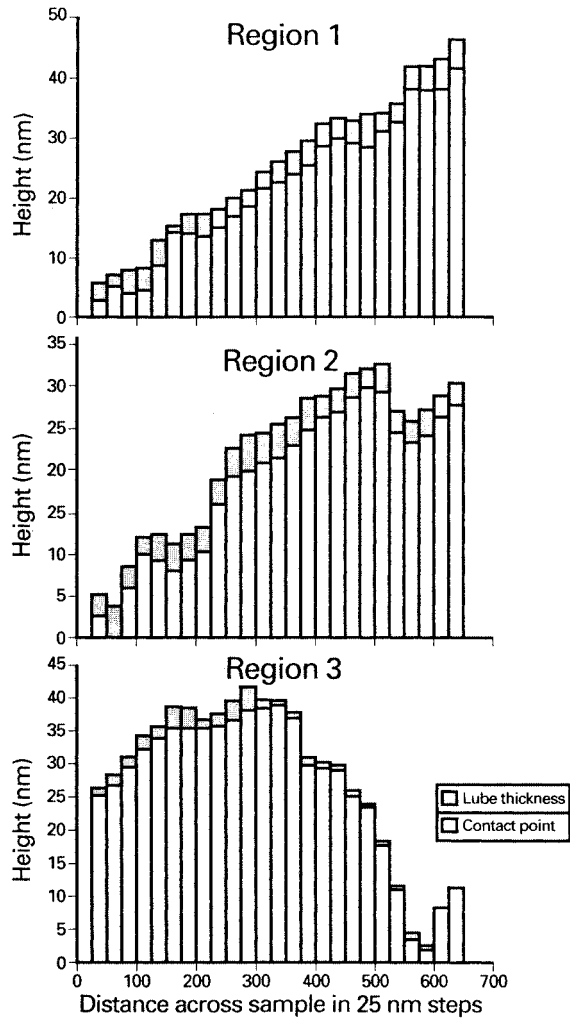 Region 1
Height (nm)
50
40
30
20
10
0
Region 2
Height (nm)
35
30
25
20
25
10
5
0
Region 3
Height (nm)
45
40
35
30
25
20
15
10
5
0
Lube thickness
Contact point
0 100 200 300 400 500 600 700
Distance across sample in 25 nm steps